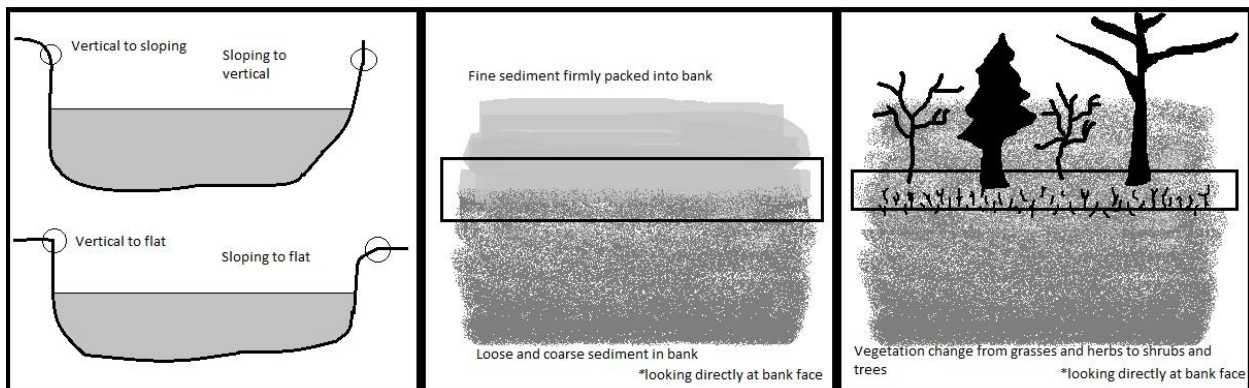 Vertical to sloping
Sloping to
vertical
Vertical to flat
Sloping to flat
Fine sediment firmly packed into bank
Loose and coarse sediment in bank
*looking directly at bank face
Vegetation change from grasses and herbs to shrubs and
trees
*looking directly at bank face